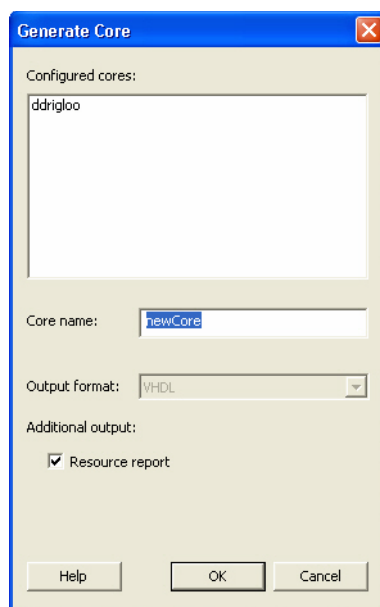 Generate Core
Configured cores:
ddrigloo
Core name: newCore
Output format: VHDL
Additional output:
Resource report
Help OK Cancel